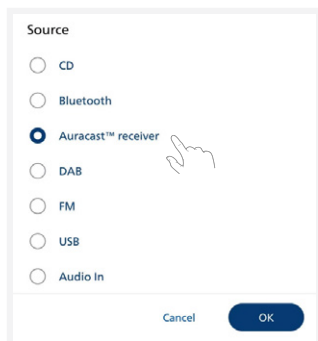 Source
CD
Bluetooth
Auracast™ receiver
DAB
FM
USB
Audio In
Cancel OK